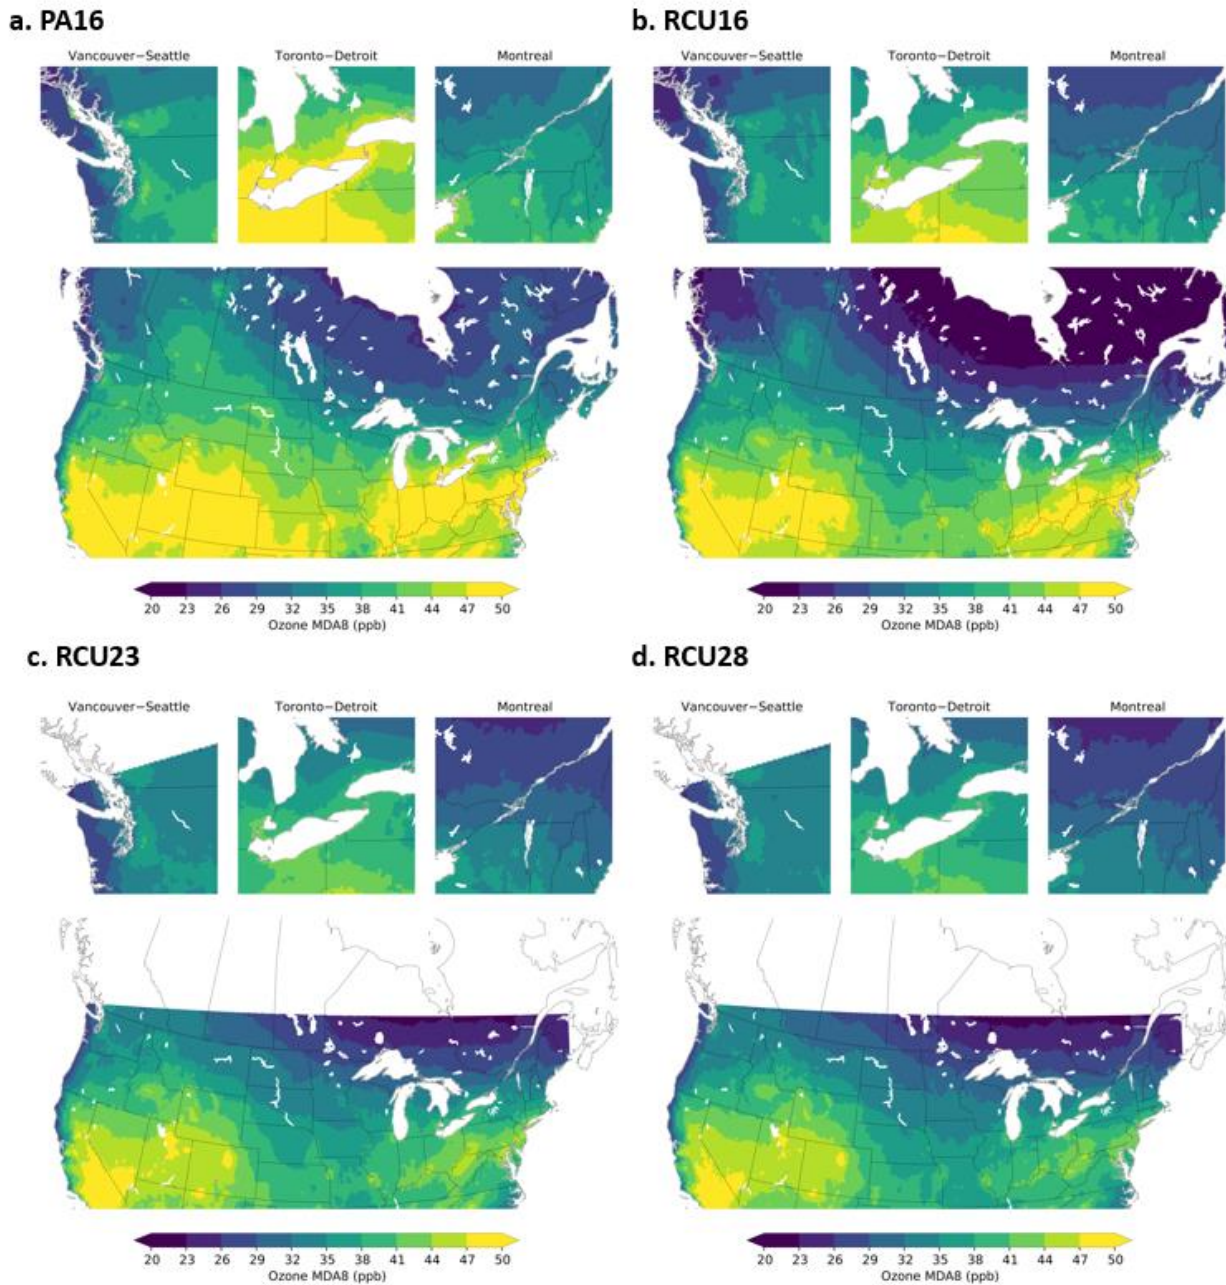 a. PA16
b. RCU16
Vancouver−Seattle
Toronto−Detroit
Montreal
Vancouver−Seattle
Toronto−Detroit
Montreal
20 23 26 29 32 35 38 41 44 47 50
Ozone MDA8 (ppb)
20 23 26 29 32 35 38 41 44 47 50
Ozone MDA8 (ppb)
c. RCU23
d. RCU28
Vancouver−Seattle
Toronto−Detroit
Montreal
Vancouver−Seattle
Toronto−Detroit
Montreal
20 23 26 29 32 35 38 41 44 47 50
Ozone MDA8 (ppb)
20 23 26 29 32 35 38 41 44 47 50
Ozone MDA8 (ppb)